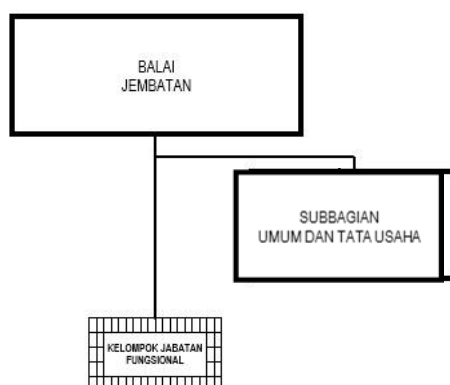 BALAI
JEMBATAN
SUBBAGIAN
UMUM DAN TATA USAHA
KELOMPOK JABATAN
FUNGSIONAL